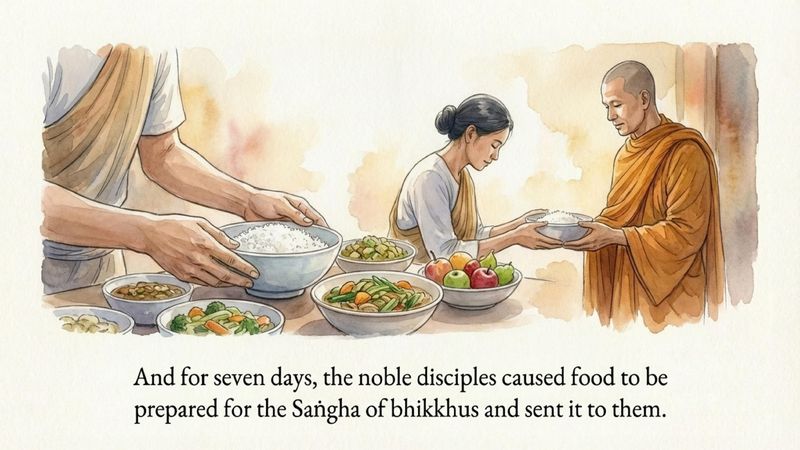 And for seven days, the noble disciples caused food to be
prepared for the Saṅgha of bhikkhus and sent it to them.